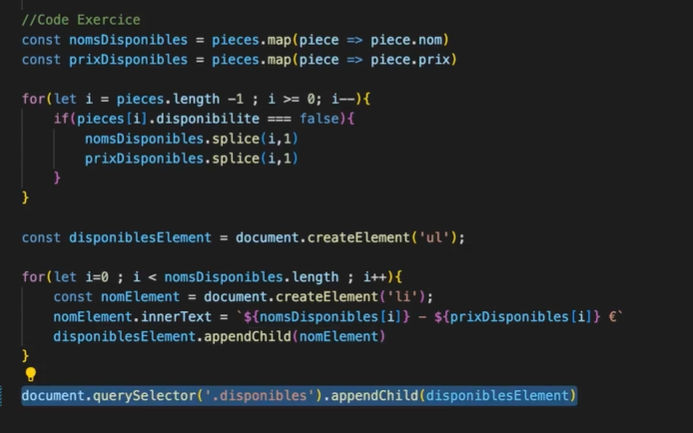 //Code Exercice
const nomsDisponibles = pieces.map(piece => piece.nom)
const prixDisponibles = pieces.map(piece => piece.prix)
for(let i = pieces.length -1 ; i >= 0; i--){
if(pieces[i].disponibilite === false){
nomsDisponibles.splice(i,1)
prixDisponibles.splice(i,1)
}
}
const disponiblesElement = document.createElement('ul');
for(let i=0 ; i < nomsDisponibles.length ; i++){
const nomElement = document.createElement('li');
nomElement.innerText = `${nomsDisponibles[i]} - ${prixDisponibles[i]} €`
disponiblesElement.appendChild(nomElement)
}
document.querySelector('.disponibles').appendChild(disponiblesElement)